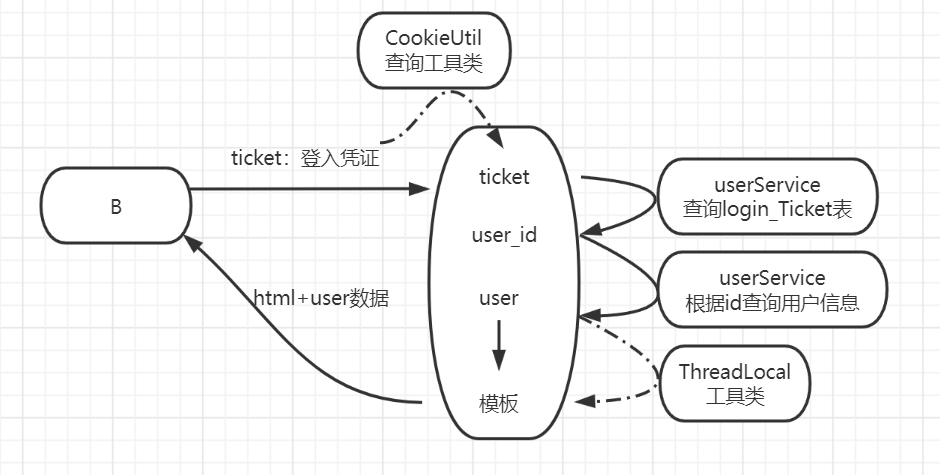 CookieUtil
查询工具类
ticket：登入凭证
B
html+user数据
ticket
user_id
user
模板
userService
查询login_Ticket表
userService
根据id查询用户信息
ThreadLocal
工具类